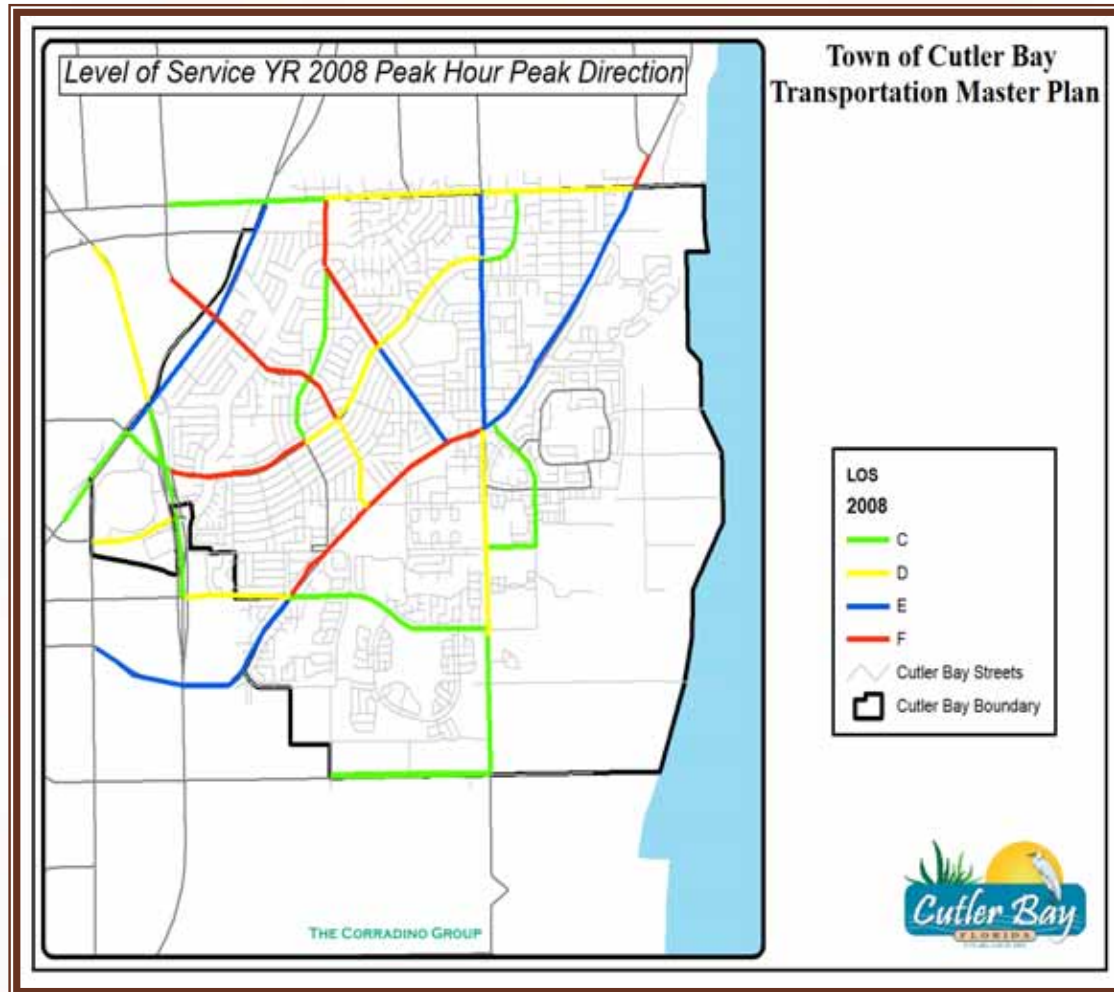 Level of Service YR 2008 Peak Hour Peak Direction
Town of Cutler Bay
Transportation Master Plan
LOS
2008
C
D
E
F
Cutler Bay Streets
Cutler Bay Boundary
THE CORRADINO GROUP
Cutler Bay
FLORIDA